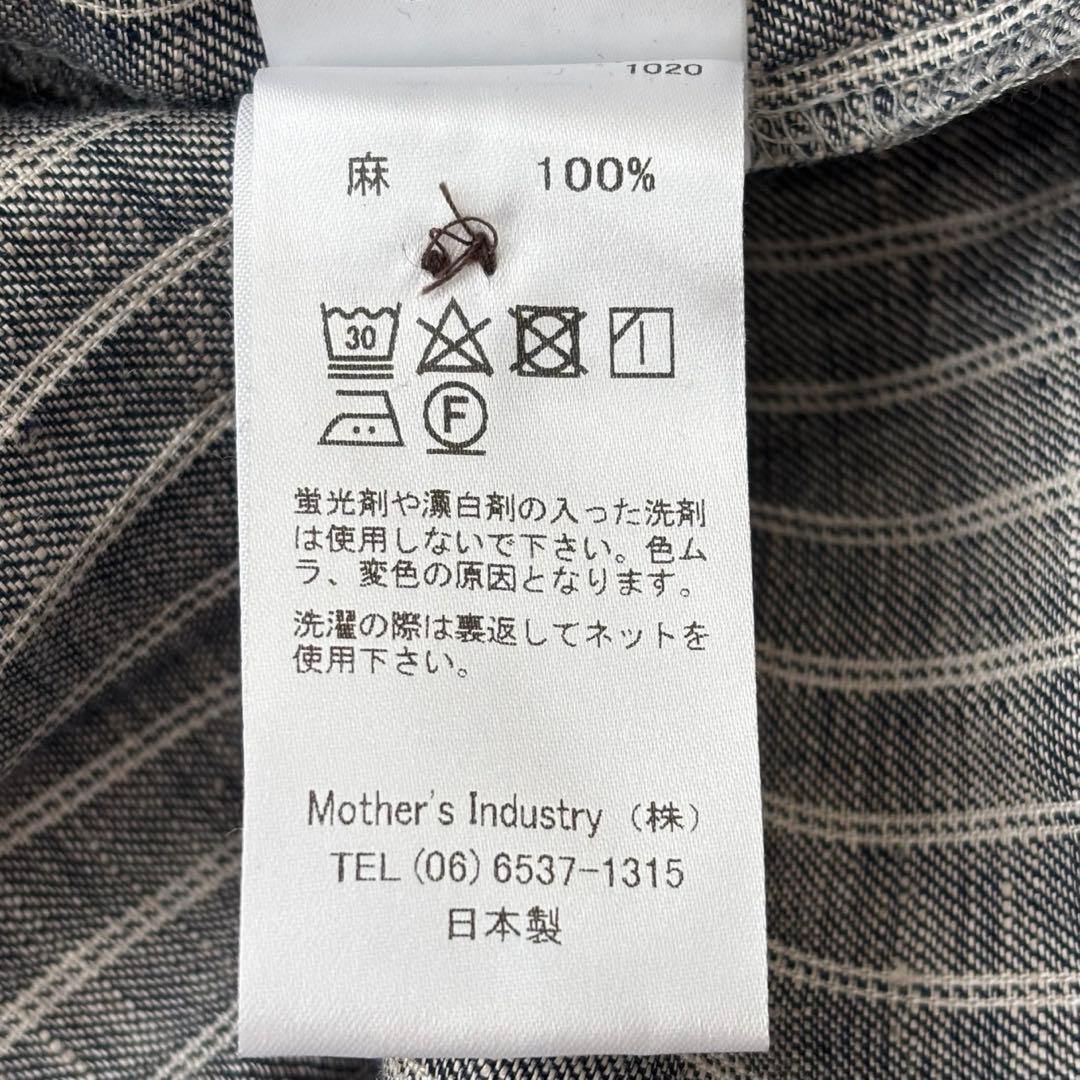 1020
麻 100%
30
F
蛍光剤や漂白剤の入った洗剤
は使用しないで下さい。色ム
ラ、変色の原因となります。
洗濯の際は裏返してネットを
使用下さい。
Mother's Industry（株）
TEL (06) 6537-1315
日本製